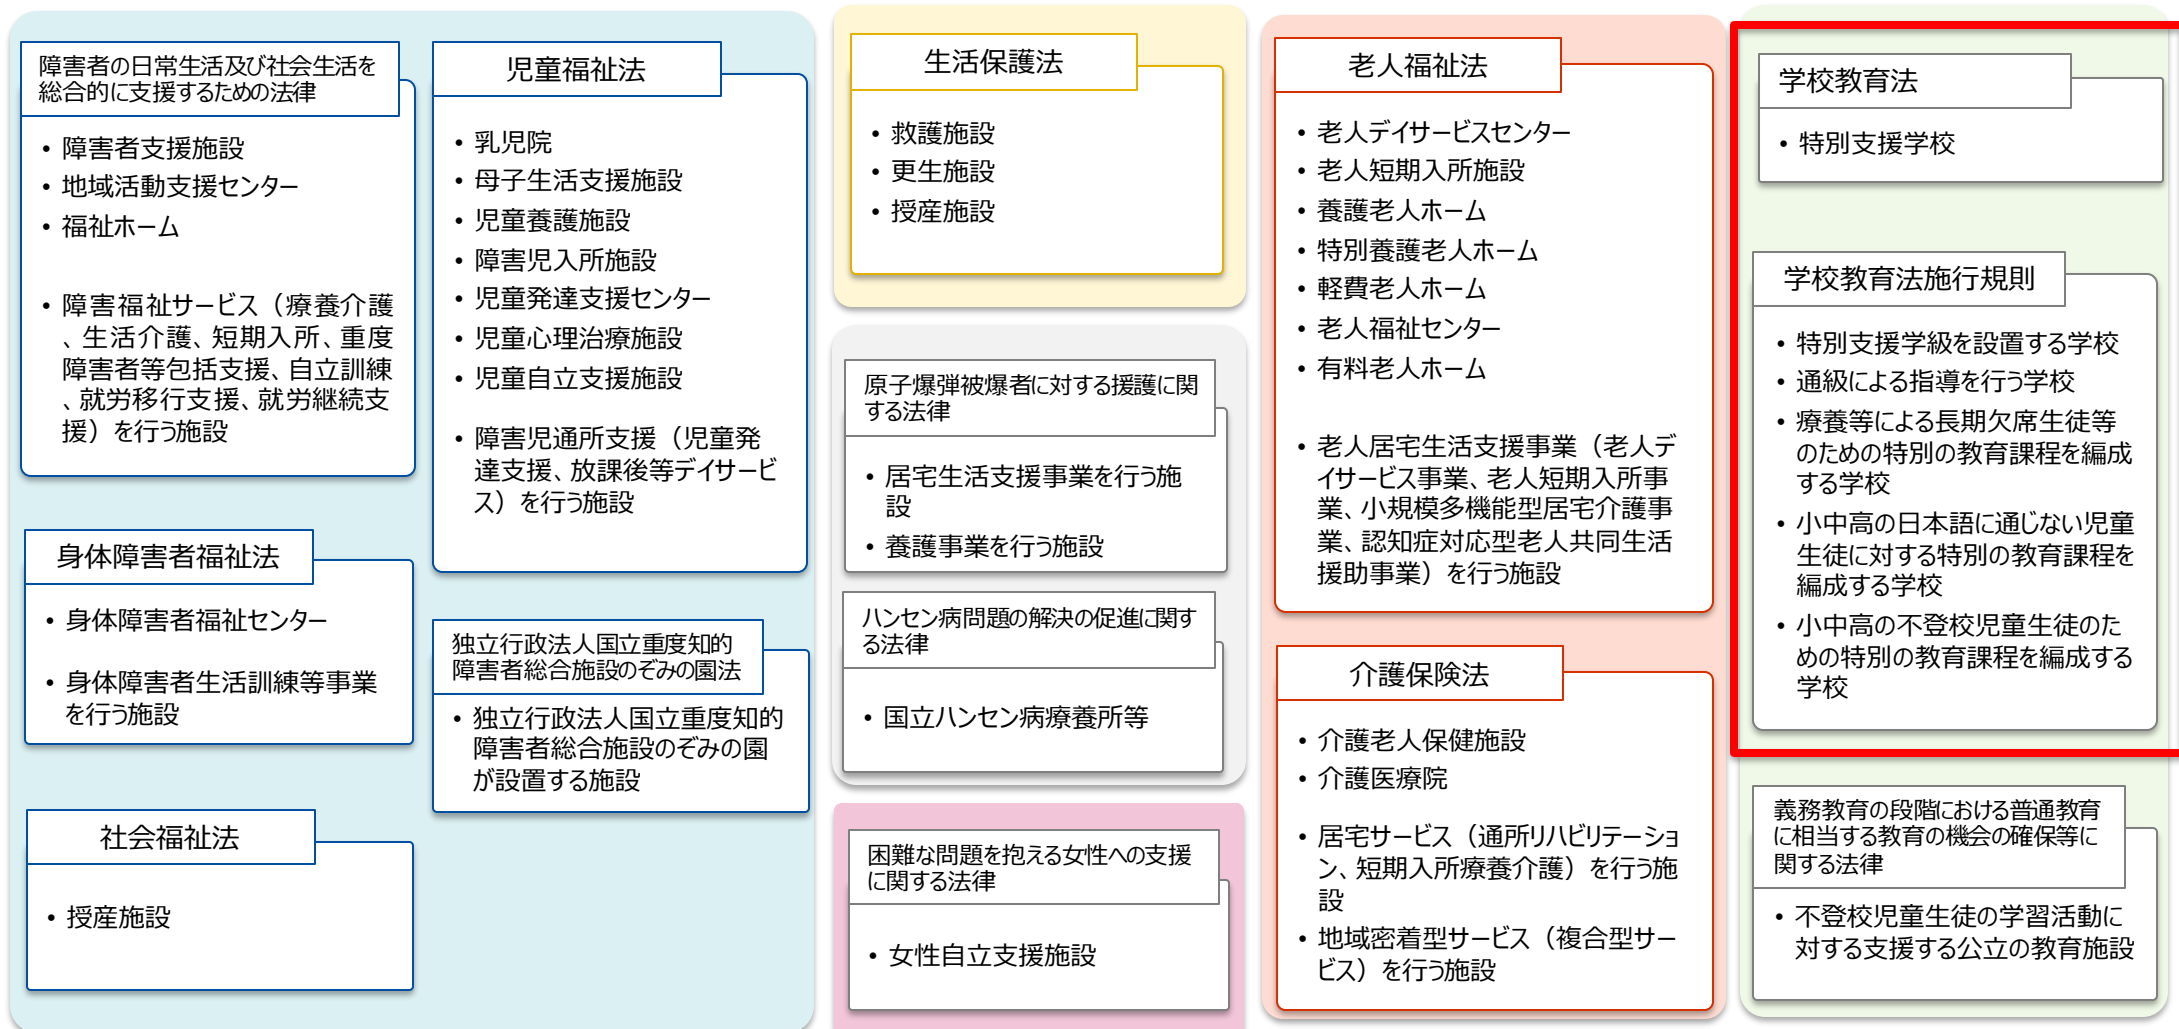 障害者の日常生活及び社会生活を
総合的に支援するための法律
• 障害者支援施設
• 地域活動支援センター
• 福祉ホーム
• 障害福祉サービス（療養介護
、生活介護、短期入所、重度
障害者等包括支援、自立訓練
、就労移行支援、就労継続支
援）を行う施設
身体障害者福祉法
• 身体障害者福祉センター
• 身体障害者生活訓練等事業
を行う施設
社会福祉法
• 授産施設
児童福祉法
• 乳児院
• 母子生活支援施設
• 児童養護施設
• 障害児入所施設
• 児童発達支援センター
• 児童心理治療施設
• 児童自立支援施設
• 障害児通所支援（児童発
達支援、放課後等デイサービ
ス）を行う施設
独立行政法人国立重度知的
障害者総合施設のぞみの園法
• 独立行政法人国立重度知的
障害者総合施設のぞみの園
が設置する施設
生活保護法
• 救護施設
• 更生施設
• 授産施設
原子爆弾被爆者に対する援護に関
する法律
• 居宅生活支援事業を行う施
設
• 養護事業を行う施設
ハンセン病問題の解決の促進に関す
る法律
• 国立ハンセン病療養所等
困難な問題を抱える女性への支援
に関する法律
• 女性自立支援施設
老人福祉法
• 老人デイサービスセンター
• 老人短期入所施設
• 養護老人ホーム
• 特別養護老人ホーム
• 軽費老人ホーム
• 老人福祉センター
• 有料老人ホーム
• 老人居宅生活支援事業（老人デ
イサービス事業、老人短期入所事
業、小規模多機能型居宅介護事
業、認知症対応型老人共同生活
援助事業）を行う施設
介護保険法
• 介護老人保健施設
• 介護医療院
• 居宅サービス（通所リハビリテーショ
ン、短期入所療養介護）を行う施
設
• 地域密着型サービス（複合型サー
ビス）を行う施設
学校教育法
• 特別支援学校
学校教育法施行規則
• 特別支援学級を設置する学校
• 通級による指導を行う学校
• 療養等による長期欠席生徒等
のための特別の教育課程を編成
する学校
• 小中高の日本語に通じない児童
生徒に対する特別の教育課程を
編成する学校
• 小中高の不登校児童生徒のた
めの特別の教育課程を編成する
学校
義務教育の段階における普通教育
に相当する教育の機会の確保等に
関する法律
• 不登校児童生徒の学習活動に
対する支援する公立の教育施設